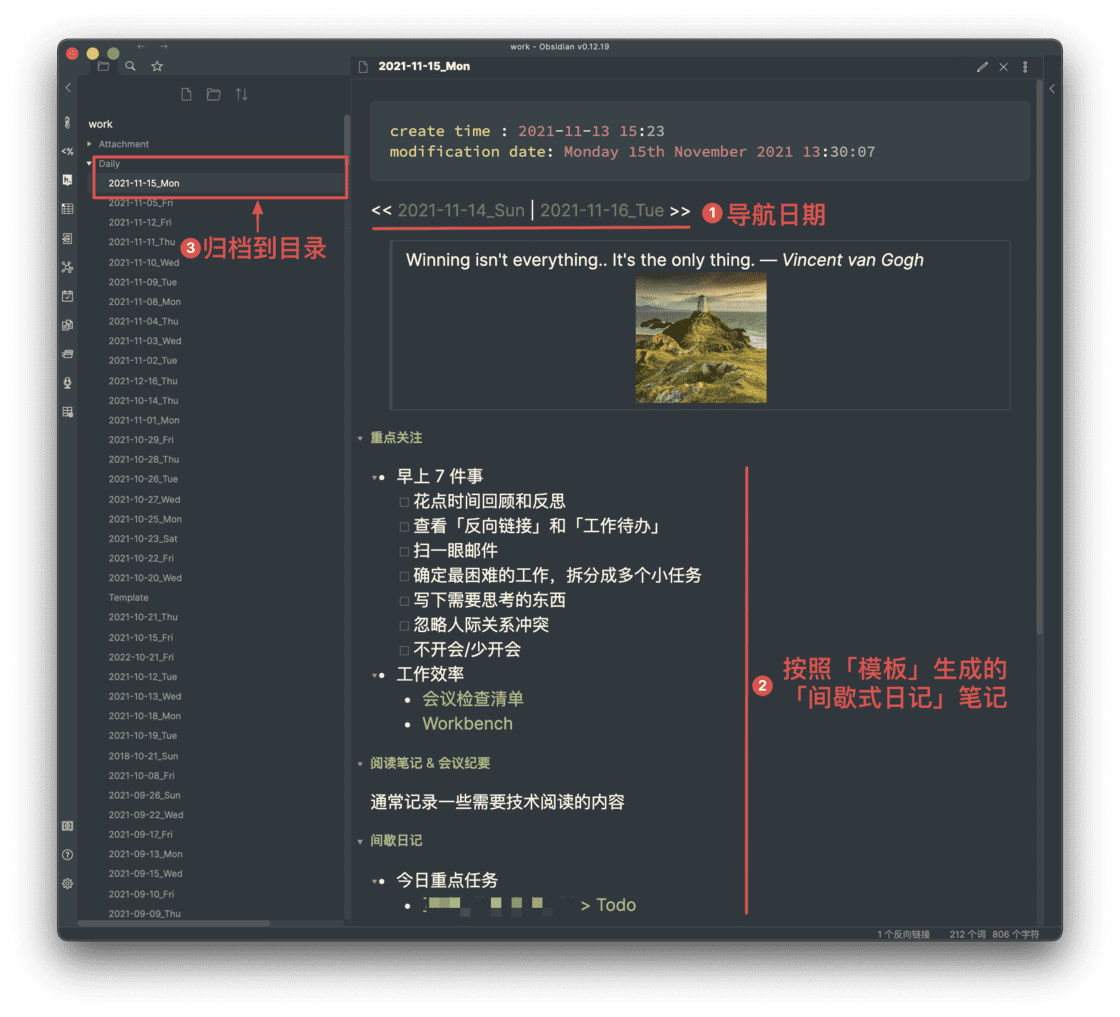 work - Obsidian v0.12.19
2021-11-15_Mon
work
Attachment
Daily
2021-11-15_Mon
2021-11-05_Fri
2021-11-12_Fri
2021-11-11_Thu
2021-11-10_Wed
2021-11-09_Tue
2021-11-08_Mon
2021-11-04_Thu
2021-11-03_Wed
2021-11-02_Tue
2021-12-16_Thu
2021-10-14_Thu
2021-11-01_Mon
2021-10-29_Fri
2021-10-28_Thu
2021-10-26_Tue
2021-10-27_Wed
2021-10-25_Mon
2021-10-23_Sat
2021-10-22_Fri
2021-10-20_Wed
Template
2021-10-21_Thu
2021-10-15_Fri
2022-10-21_Fri
2021-10-12_Tue
2021-10-13_Wed
2021-10-18_Mon
2021-10-19_Tue
2018-10-21_Sun
2021-10-08_Fri
2021-09-26_Sun
2021-09-22_Wed
2021-09-17_Fri
2021-09-13_Mon
2021-09-15_Wed
2021-09-10_Fri
2021-09-09_Thu
3 归档到目录
create time : 2021-11-13 15:23
modification date: Monday 15th November 2021 13:30:07
<< 2021-11-14_Sun | 2021-11-16_Tue >>
1 导航日期
Winning isn't everything.. It's the only thing. — Vincent van Gogh
重点关注
早上 7 件事
花点时间回顾和反思
查看「反向链接」和「工作待办」
扫一眼邮件
确定最困难的工作，拆分成多个小任务
写下需要思考的东西
忽略人际关系冲突
不开会/少开会
工作效率
会议检查清单
Workbench
2 按照「模板」生成的
「间歇式日记」笔记
阅读笔记 & 会议纪要
通常记录一些需要技术阅读的内容
间歇日记
今日重点任务
> Todo
1 个反向链接 212 个词 806 个字符